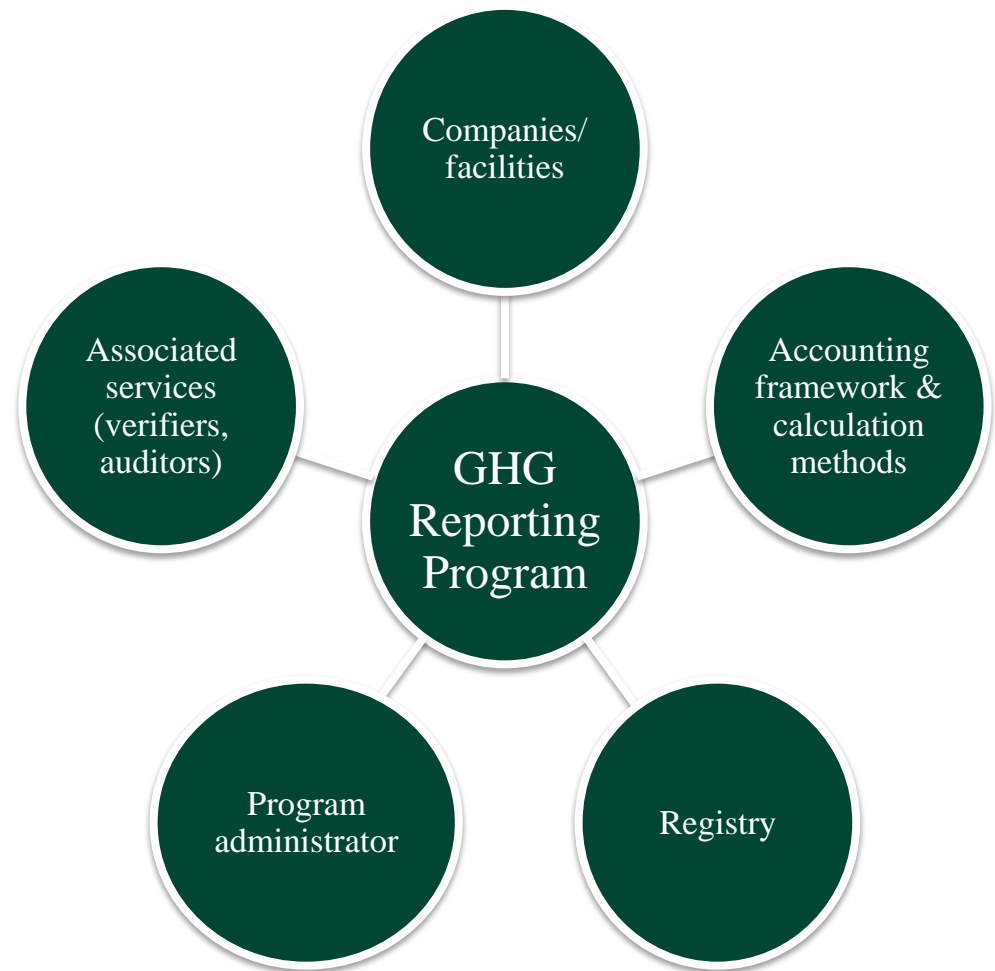 Companies/
facilities
Associated
services
(verifiers,
auditors)
Accounting
framework &
calculation
methods
GHG
Reporting
Program
Program
administrator
Registry